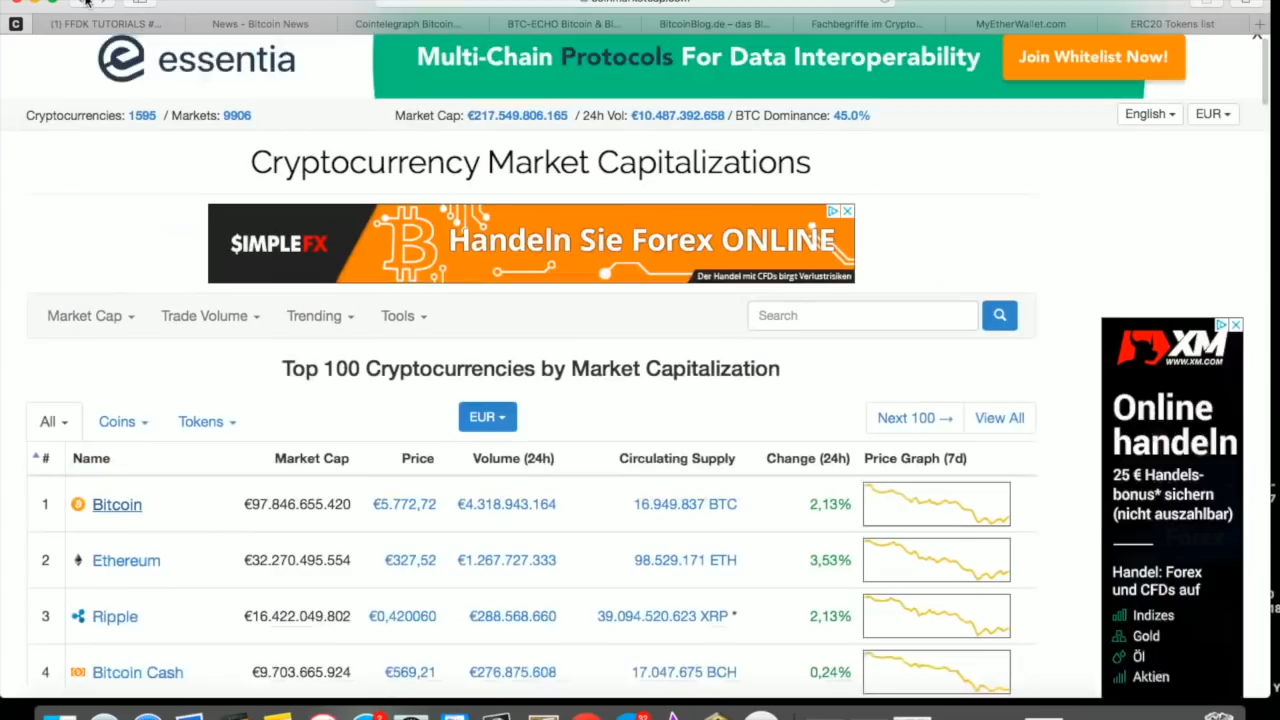 (1) FFDK TUTORIALS #... News - Bitcoin News Cointelegraph Bitcoin... BTC-ECHO Bitcoin & Bl... BitcoinBlog.de – das Bl... Fachbegriffe im Crypto... MyEtherWallet.com ERC20 Tokens list
essentia Multi-Chain Protocols For Data Interoperability Join Whitelist Now!
Cryptocurrencies: 1595 / Markets: 9906 Market Cap: €217.549.806.165 / 24h Vol: €10.487.392.658 / BTC Dominance: 45.0% English EUR
Cryptocurrency Market Capitalizations
$IMPLEFX Handeln Sie Forex ONLINE
Der Handel mit CFDs birgt Verlustrisiken
Market Cap Trade Volume Trending Tools Search
Top 100 Cryptocurrencies by Market Capitalization
All Coins Tokens EUR Next 100 → View All
# Name Market Cap Price Volume (24h) Circulating Supply Change (24h) Price Graph (7d)
1 Bitcoin €97.846.655.420 €5.772,72 €4.318.943.164 16.949.837 BTC 2,13%
2 Ethereum €32.270.495.554 €327,52 €1.267.727.333 98.529.171 ETH 3,53%
3 Ripple €16.422.049.802 €0,420060 €288.568.660 39.094.520.623 XRP * 2,13%
4 Bitcoin Cash €9.703.665.924 €569,21 €276.875.608 17.047.675 BCH 0,24%
XM
WWW.XM.COM
Online
handeln
25 € Handels-
bonus* sichern
(nicht auszahlbar)
Handel: Forex
und CFDs auf
Indizes
Gold
Öl
Aktien